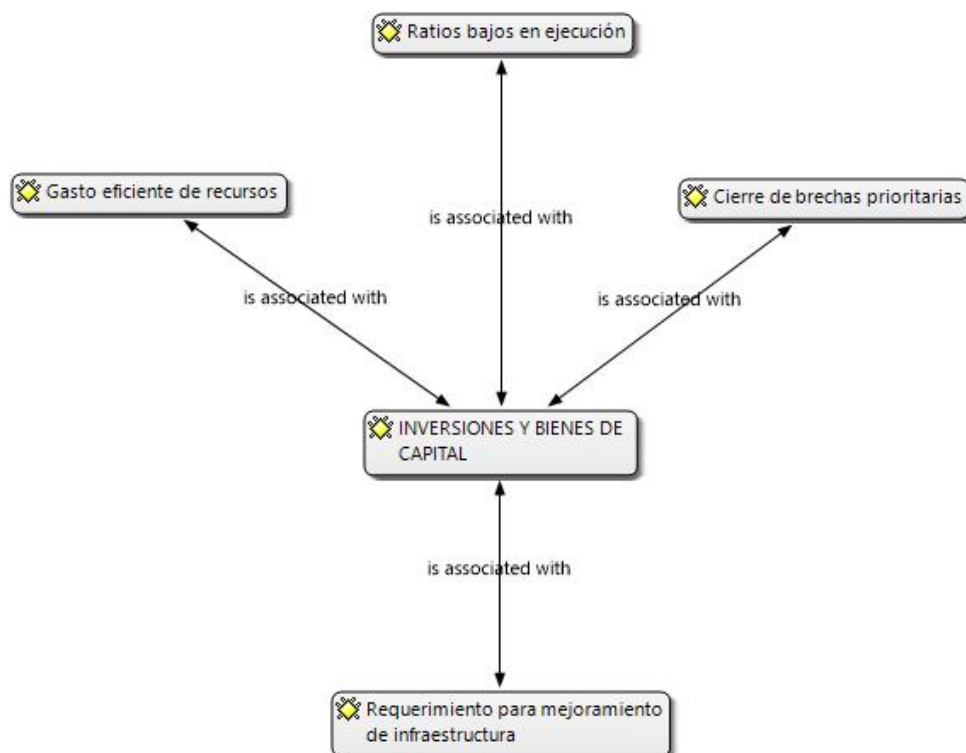 Ratios bajos en ejecución
Gasto eficiente de recursos
Cierre de brechas prioritarias
is associated with
is associated with
is associated with
INVERSIONES Y BIENES DE
CAPITAL
is associated with
Requerimiento para mejoramiento
de infraestructura